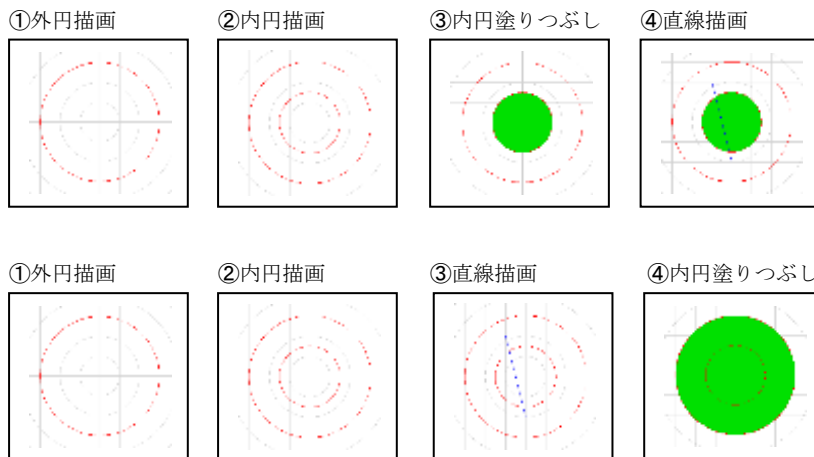 ①外円描画 ②内円描画 ③内円塗りつぶし ④直線描画
①外円描画 ②内円描画 ③直線描画 ④内円塗りつぶし